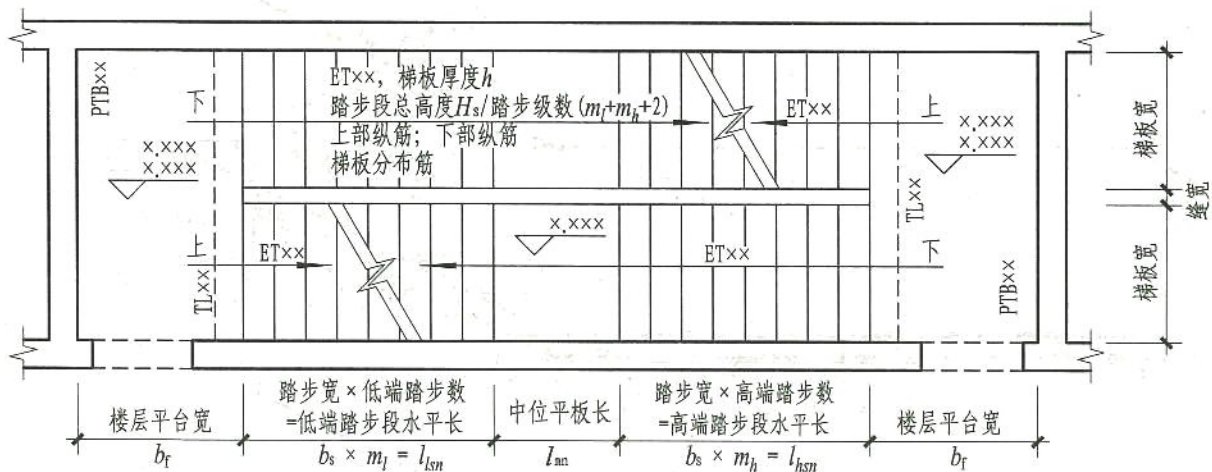 PTB××
下
ET××, 梯板厚度h
踏步段总高度Hs/踏步级数(ml+mh+2)
上部纵筋; 下部纵筋
梯板分布筋
ET××
上
×.×××
×.×××
×.×××
×.×××
TL××
梯板宽
缝宽
梯板宽
×.×××
上
ET××
ET××
下
TL××
PTB××
楼层平台宽
bf
踏步宽×低端踏步数
=低端踏步段水平长
bs × ml = llsn
中位平板长
lmn
踏步宽×高端踏步数
=高端踏步段水平长
bs × mh = lhsn
楼层平台宽
bf